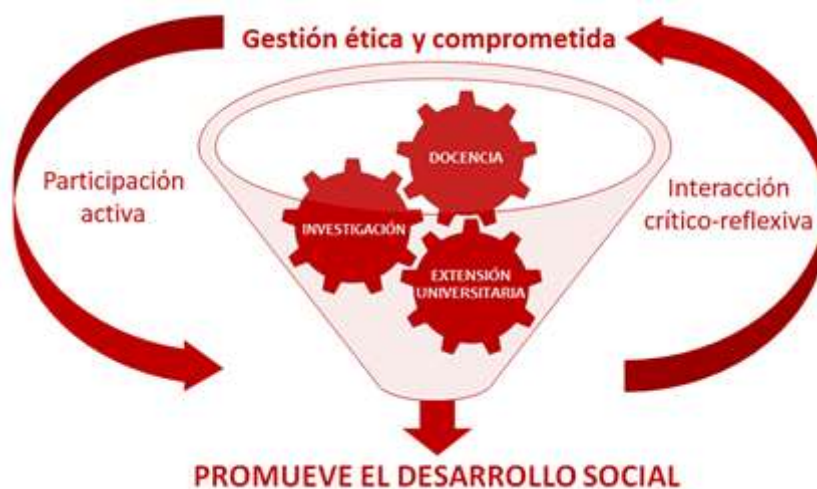 Gestión ética y comprometida
DOCENCIA
Participación
activa
Interacción
crítico-reflexiva
INVESTIGACIÓN
EXTENSIÓN
UNIVERSITARIA
PROMUEVE EL DESARROLLO SOCIAL